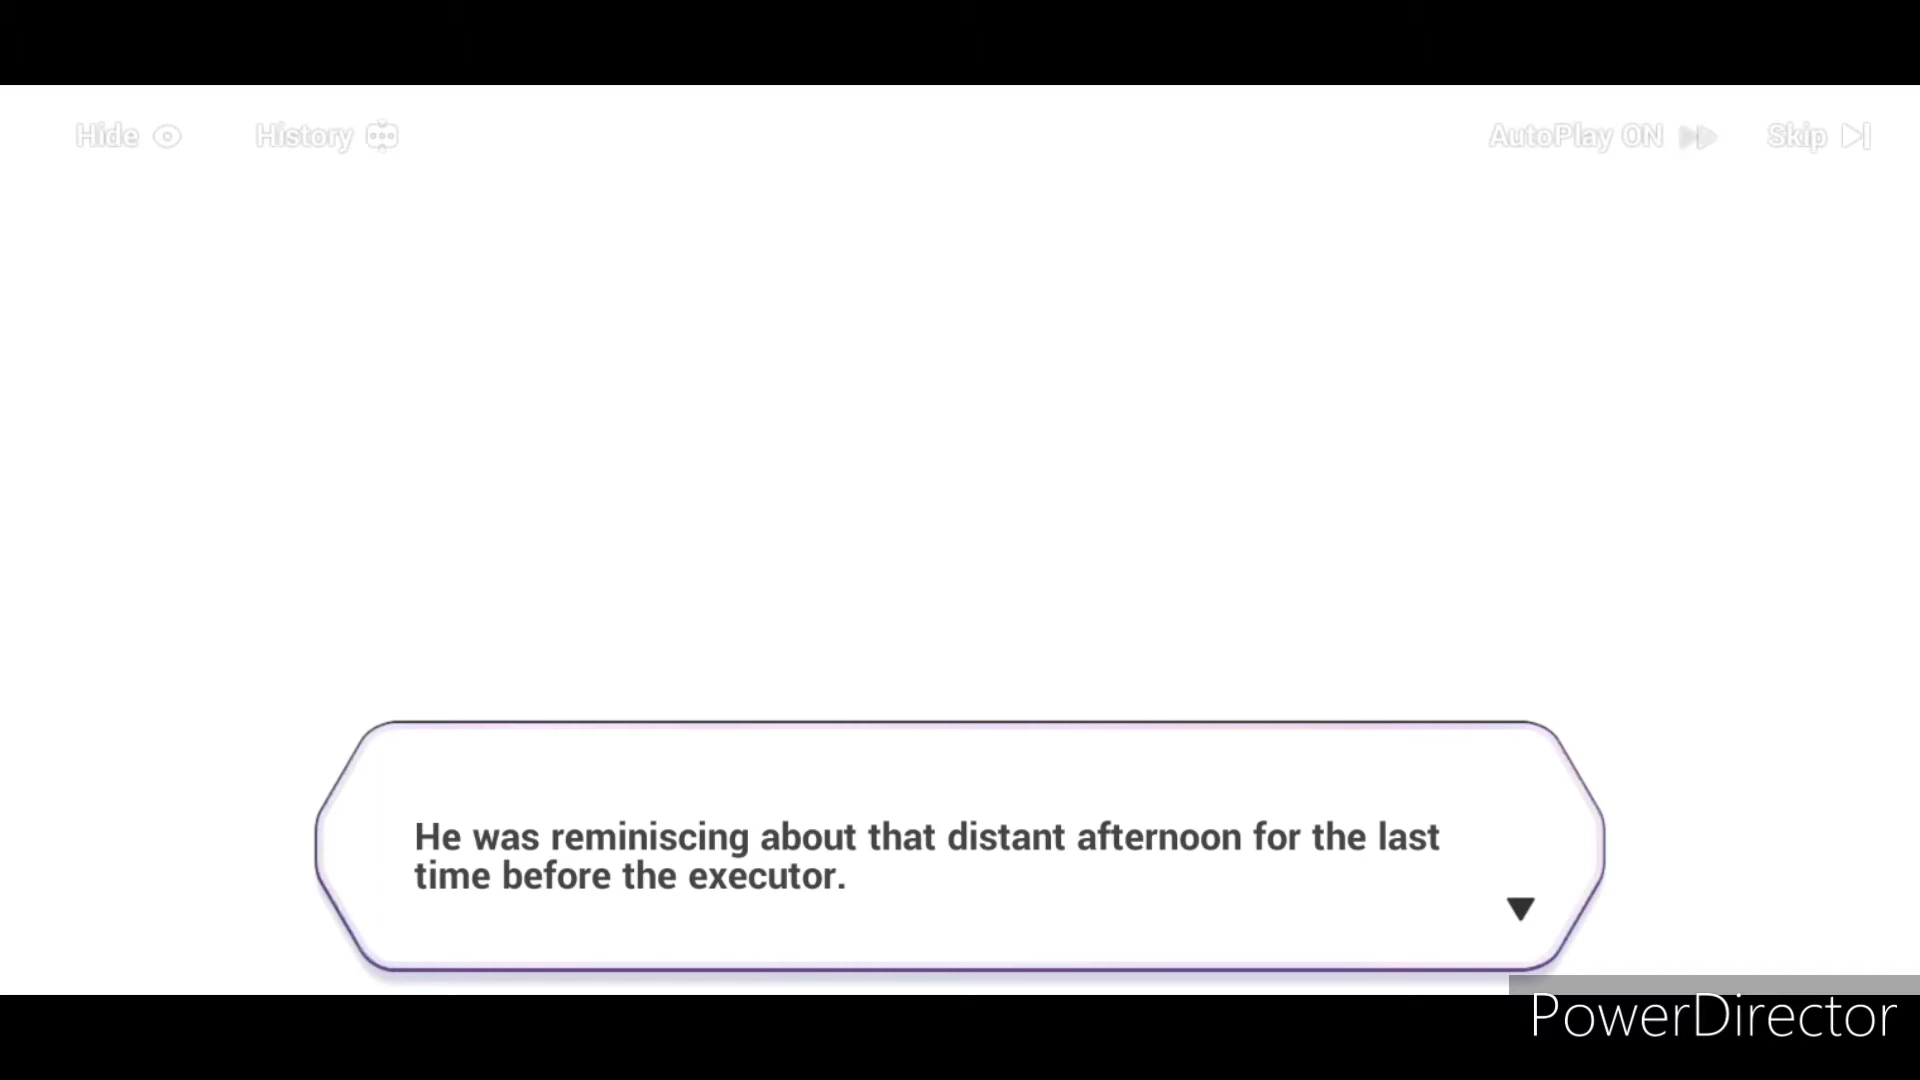 Hide
History
AutoPlay ON
Skip
He was reminiscing about that distant afternoon for the last
time before the executor.
PowerDirector